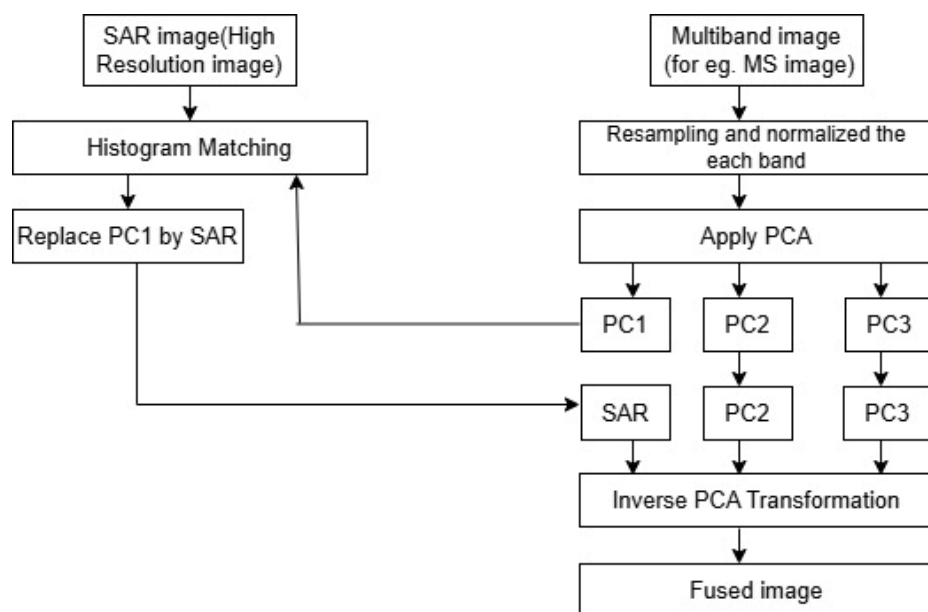 SAR image(High
Resolution image)
Multiband image
(for eg. MS image)
Histogram Matching
Resampling and normalized the
each band
Replace PC1 by SAR
Apply PCA
PC1
PC2
PC3
SAR
PC2
PC3
Inverse PCA Transformation
Fused image